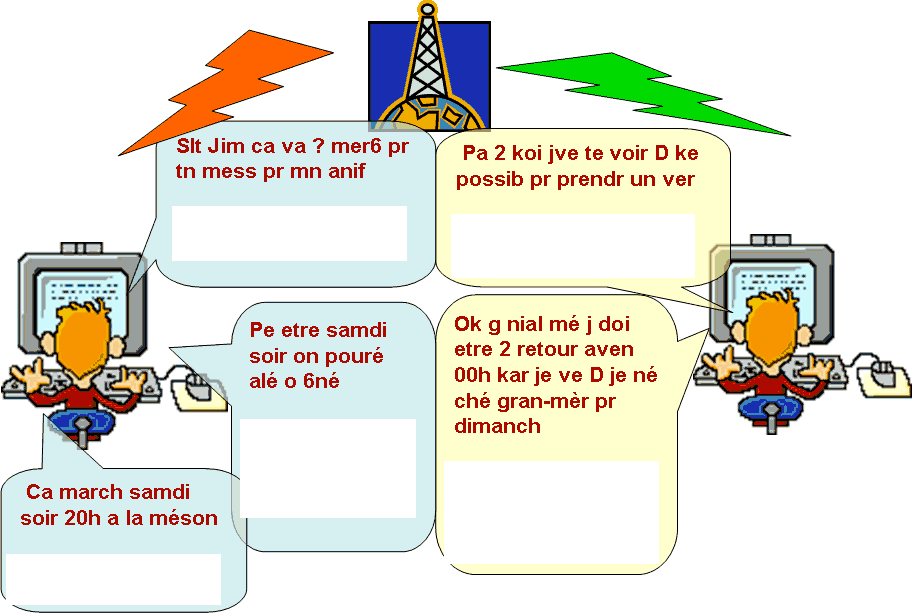 Slt Jim ca va ? mer6 pr
tn mess pr mn anif
Pa 2 koi jve te voir D ke
possib pr prendr un ver
Pe etre samdi
soir on pouré
alé o 6né
Ok g nial mé j doi
etre 2 retour aven
00h kar je ve D je né
ché gran-mèr pr
dimanch
Ca march samdi
soir 20h a la méson